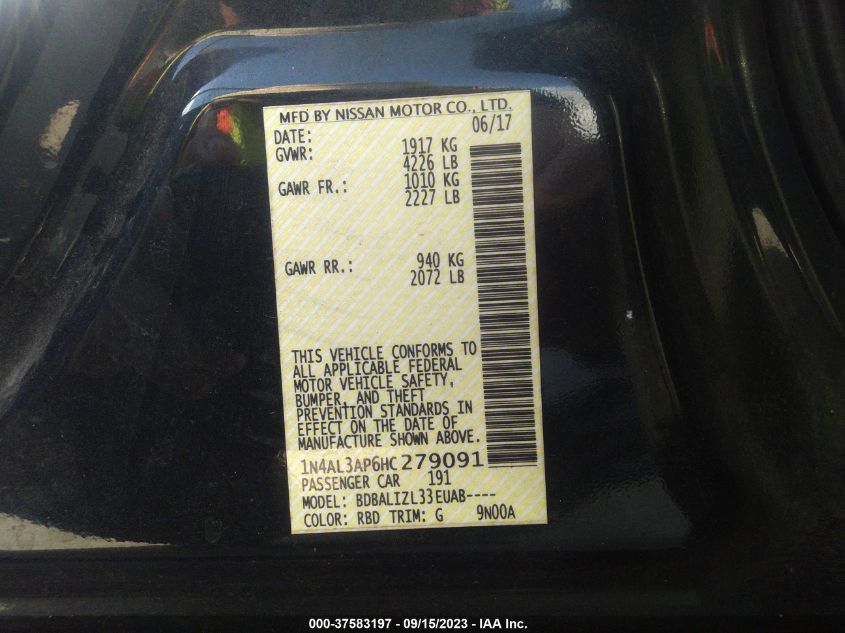 MFD BY NISSAN MOTOR CO., LTD.
DATE: 06/17
GVWR: 1917 KG
4226 LB
GAWR FR.: 1010 KG
2227 LB
GAWR RR.: 940 KG
2072 LB
THIS VEHICLE CONFORMS TO
ALL APPLICABLE FEDERAL
MOTOR VEHICLE SAFETY,
BUMPER, AND THEFT
PREVENTION STANDARDS IN
EFFECT ON THE DATE OF
MANUFACTURE SHOWN ABOVE.
1N4AL3AP6HC279091
PASSENGER CAR 191
MODEL: BDBALIZL33EUAB----
COLOR: RBD TRIM: G 9N00A
000-37583197 - 09/15/2023 - IAA Inc.